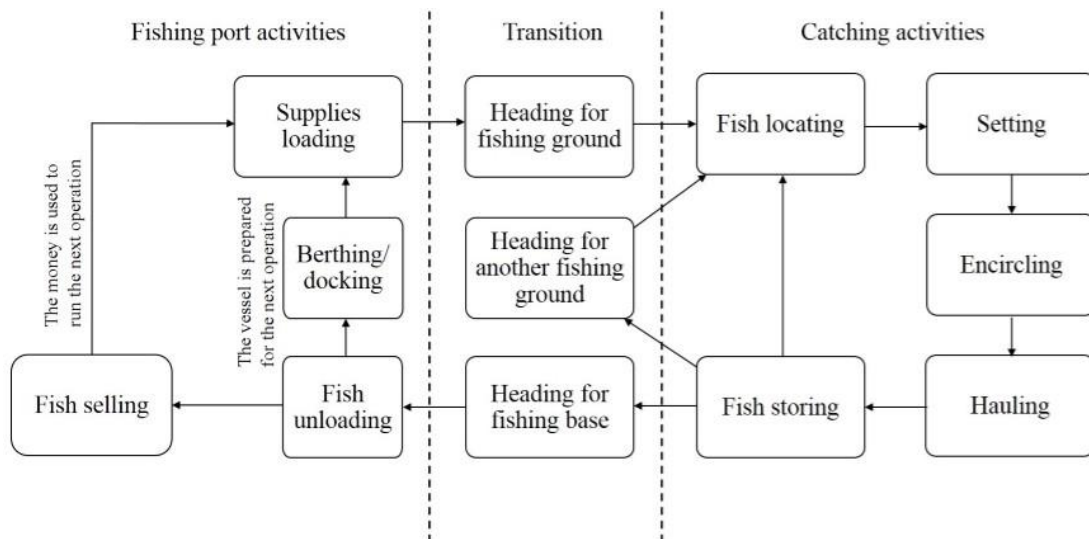 Fishing port activities
Transition
Catching activities
Supplies
loading
Heading for
fishing ground
Fish locating
Setting
The money is used to
run the next operation
The vessel is prepared
for the next operation
Berthing/
docking
Heading for
another fishing
ground
Encircling
Fish selling
Fish
unloading
Heading for
fishing base
Fish storing
Hauling